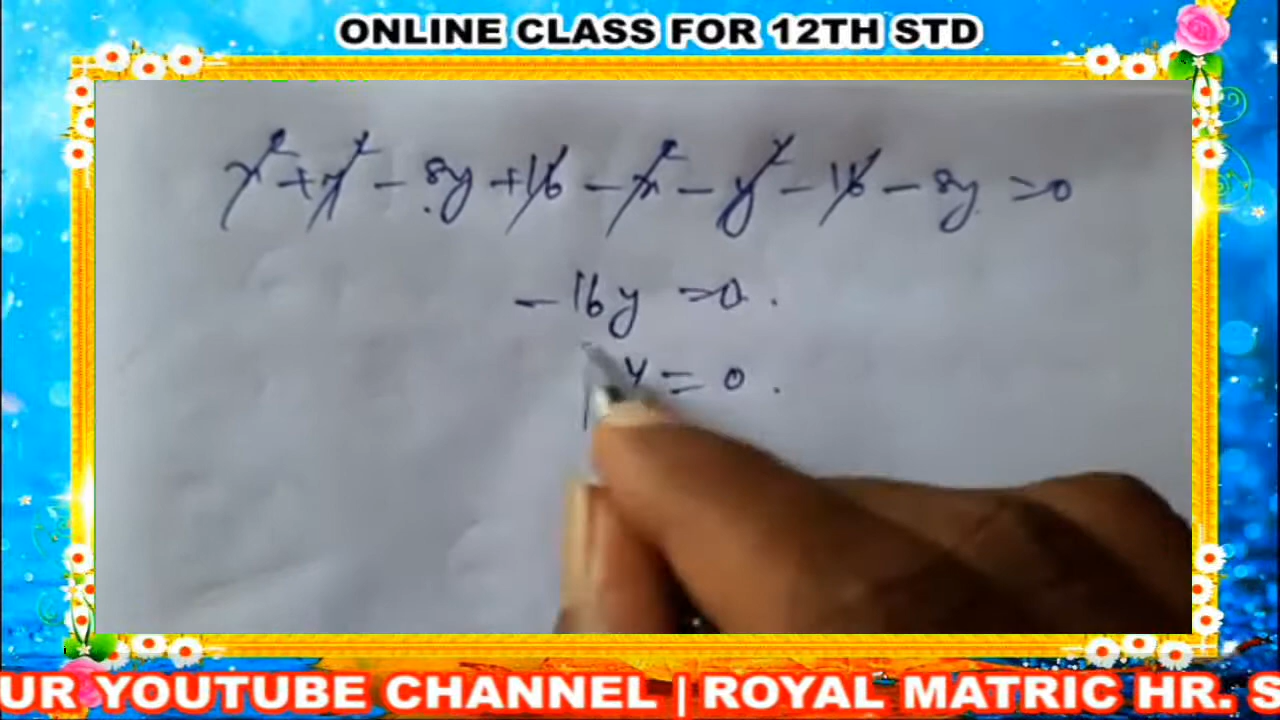 ONLINE CLASS FOR 12TH STD
x² + y² - 8y + 16 - x² - y² - 16 - 8y = 0
- 16y = 0.
y = 0.
UR YOUTUBE CHANNEL | ROYAL MATRIC HR. S